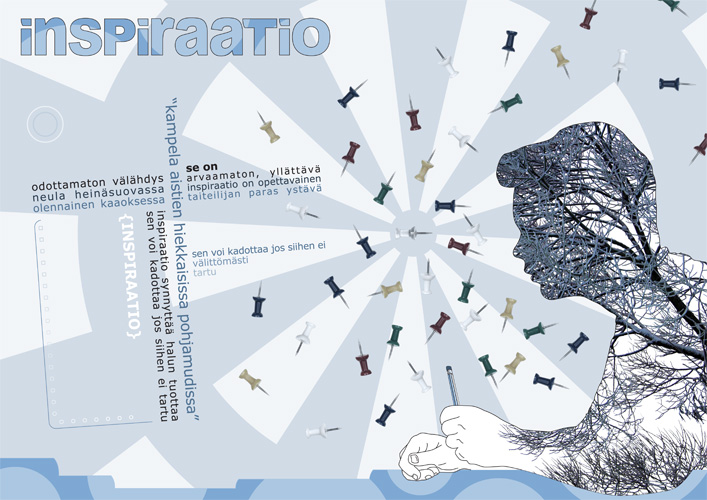 inspiraatio
odottamaton välähdys
neula heinäsuovassa
olennainen kaaoksessa
{INSPIRAATIO}
inspiraatio synnyttää halun tuottaa
sen voi kadottaa jos siihen ei tartu
"kampela aistien hiekkaisissa pohjamudissa"
se on
arvaamaton, yllättävä
inspiraatio on opettavainen
taiteilijan paras ystävä
sen voi kadottaa jos siihen ei
välittömästi
tartu